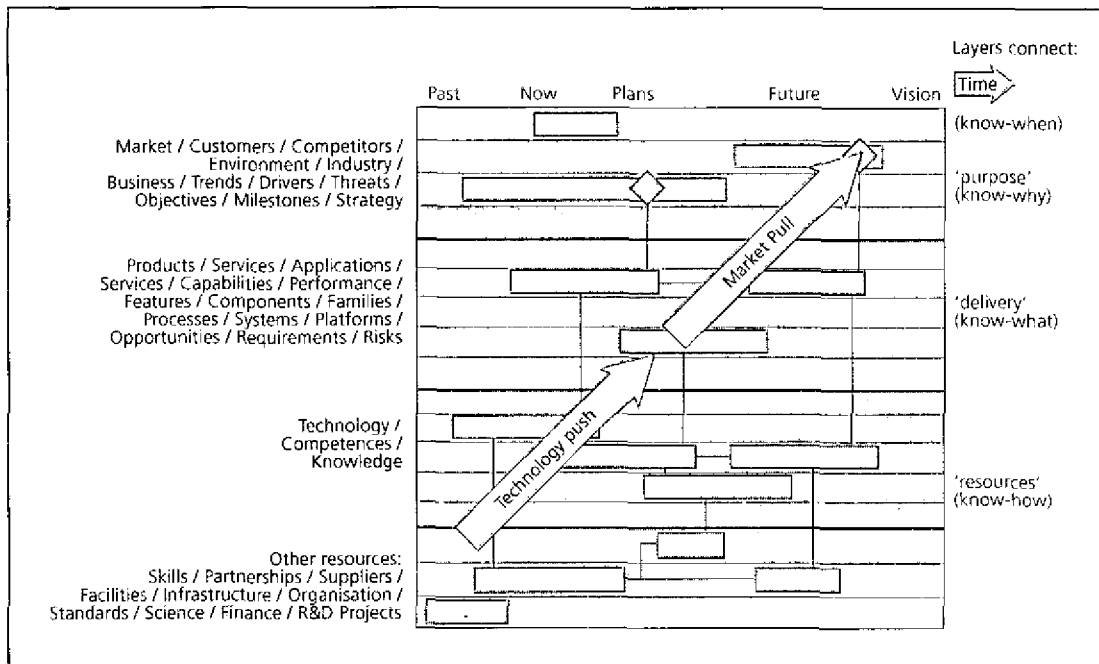 Layers connect:
Time
Past Now Plans Future Vision
(know-when)
Market / Customers / Competitors /
Environment / Industry /
Business / Trends / Drivers / Threats /
Objectives / Milestones / Strategy
'purpose'
(know-why)
Market Pull
Products / Services / Applications /
Services / Capabilities / Performance /
Features / Components / Families /
Processes / Systems / Platforms /
Opportunities / Requirements / Risks
'delivery'
(know-what)
Technology push
Technology /
Competences /
Knowledge
'resources'
(know-how)
Other resources:
Skills / Partnerships / Suppliers /
Facilities / Infrastructure / Organisation /
Standards / Science / Finance / R&D Projects